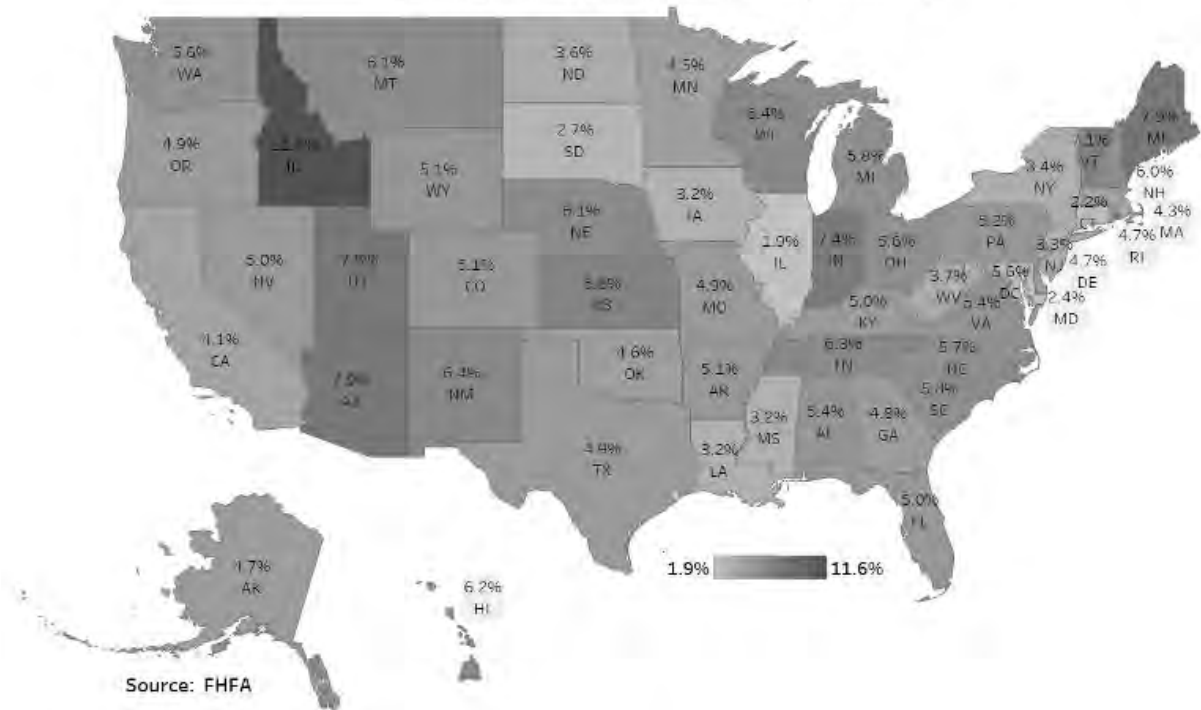 5.6%
WA
6.1%
MT
3.6%
ND
4.5%
MN
4.9%
OR
ID
5.1%
WY
2.7%
SD
6.4%
WI
5.8%
MI
7.1%
VT
7.9%
ME
3.4%
NY
6.0%
NH
2.2%
CT
4.3%
MA
4.7%
RI
3.2%
IA
6.1%
NE
1.9%
IL
7.4%
IN
5.6%
OH
5.2%
PA
3.3%
NJ
4.7%
DE
5.0%
NV
UT
5.1%
CO
KS
4.9%
MO
3.7%
WV
5.6%
DC
2.4%
MD
5.4%
VA
5.0%
KY
4.1%
CA
AZ
6.4%
NM
4.6%
OK
5.1%
AR
6.3%
TN
5.7%
NC
SC
3.2%
MS
5.4%
AL
4.8%
GA
TX
3.2%
LA
5.0%
FL
1.9% 11.6%
4.7%
AK
6.2%
HI
Source: FHFA